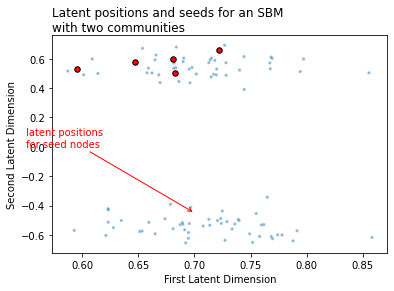 Latent positions and seeds for an SBM
with two communities
Second Latent Dimension
0.6
0.4
0.2
0.0
−0.2
−0.4
−0.6
latent positions
for seed nodes
0.60
0.65
0.70
0.75
0.80
0.85
First Latent Dimension